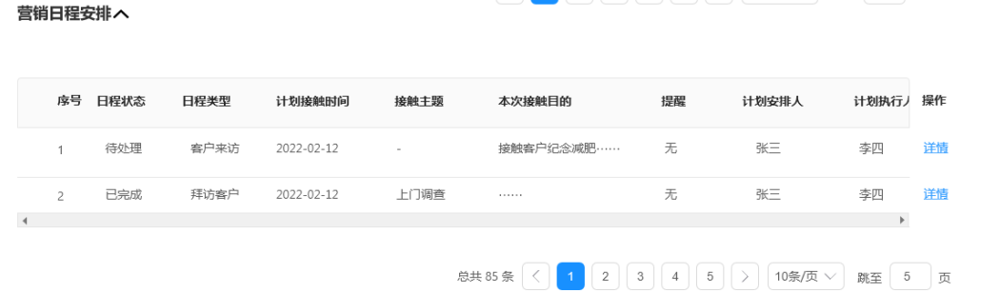 营销日程安排
序号 日程状态 日程类型 计划接触时间 接触主题 本次接触目的 提醒 计划安排人 计划执行人 操作
1 待处理 客户来访 2022-02-12 - 接触客户纪念减肥…… 无 张三 李四 详情
2 已完成 拜访客户 2022-02-12 上门调查 …… 无 张三 李四 详情
总共 85 条 < 1 2 3 4 5 > 10条/页 跳至 5 页